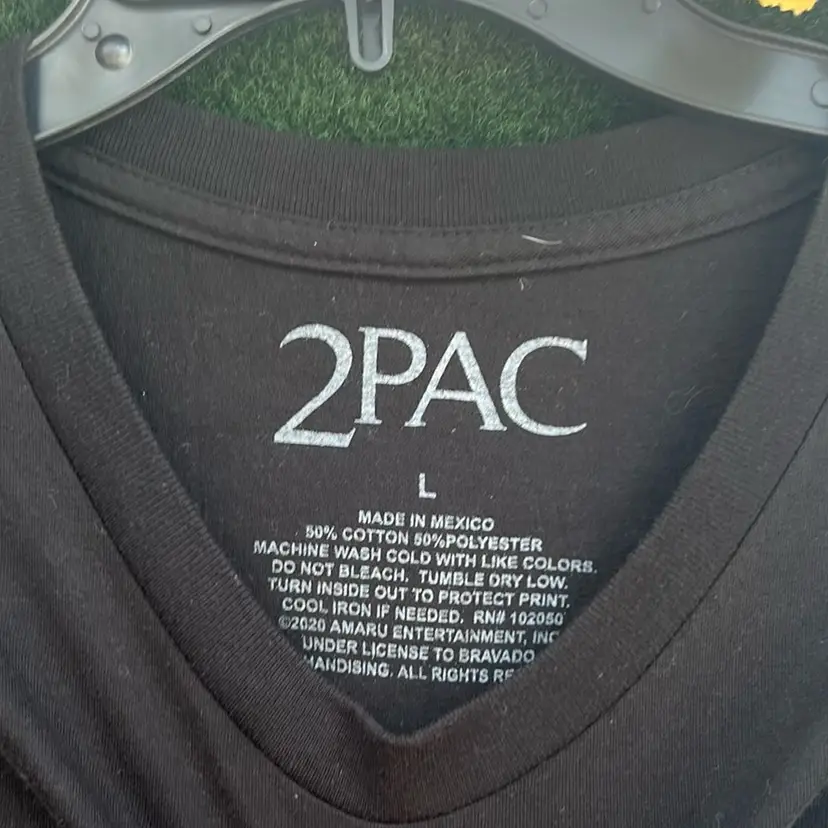 2PAC
L
MADE IN MEXICO
50% COTTON 50%POLYESTER
MACHINE WASH COLD WITH LIKE COLORS.
DO NOT BLEACH. TUMBLE DRY LOW.
TURN INSIDE OUT TO PROTECT PRINT.
COOL IRON IF NEEDED. RN# 102050
©2020 AMARU ENTERTAINMENT, INC
UNDER LICENSE TO BRAVADO
HANDISING. ALL RIGHTS RE